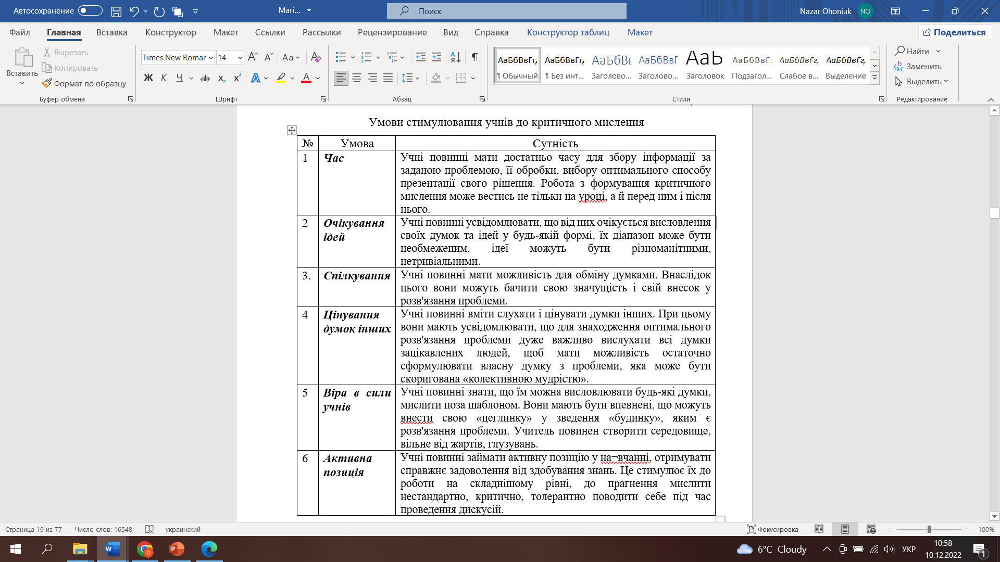 Автосохранение
Магі...
Поиск
Nazar Ohoniuk
NO
Файл
Главная
Вставка
Конструктор
Макет
Ссылки
Рассылки
Рецензирование
Вид
Справка
Конструктор таблиц
Макет
Поделиться
Вставить
Вырезать
Копировать
Формат по образцу
Буфер обмена
Times New Romar
14
Шрифт
Абзац
АаБбВвГг,
¶ Обычный
АаБбВвГг,
¶ Без инт...
АаБбВı
Заголово...
АаБбВвГ
Заголово...
АаЬ
Заголовок
АаБбВвГı
Подзагол...
АаБбВвГг,
Слабое в...
АаБбВвГг,
Выделение
Стили
Найти
Заменить
Выделить
Редактирование
Умови стимулювання учнів до критичного мислення
№ Умова Сутність
1 Час
Учні повинні мати достатньо часу для збору інформації за
заданою проблемою, її обробки, вибору оптимального способу
презентації свого рішення. Робота з формування критичного
мислення може вестись не тільки на уроці, а й перед ним і після
нього.
2 Очікування
ідей
Учні повинні усвідомлювати, що від них очікується висловлення
своїх думок та ідей у будь-якій формі, їх діапазон може бути
необмеженим, ідеї можуть бути різноманітними,
нетривіальними.
3. Спілкування
Учні повинні мати можливість для обміну думками. Внаслідок
цього вони можуть бачити свою значущість і свій внесок у
розв'язання проблеми.
4 Цінування
думок інших
Учні повинні вміти слухати і цінувати думки інших. При цьому
вони мають усвідомлювати, що для знаходження оптимального
розв'язання проблеми дуже важливо вислухати всі думки
зацікавлених людей, щоб мати можливість остаточно
сформулювати власну думку з проблеми, яка може бути
скоригована «колективною мудрістю».
5 Віра в сили
учнів
Учні повинні знати, що їм можна висловлювати будь-які думки,
мислити поза шаблоном. Вони мають бути впевнені, що можуть
внести свою «цеглинку» у зведення «будинку», яким є
розв'язання проблеми. Учитель повинен створити середовище,
вільне від жартів, глузувань.
6 Активна
позиція
Учні повинні займати активну позицію у на¬вчанні, отримувати
справжнє задоволення від здобування знань. Це стимулює їх до
роботи на складнішому рівні, до прагнення мислити
нестандартно, критично, толерантно поводити себе під час
проведення дискусій.
Страница 19 из 77
Число слов: 16548
украинский
Фокусировка
100%
6°C Cloudy
УКР
10:58
10.12.2022
1